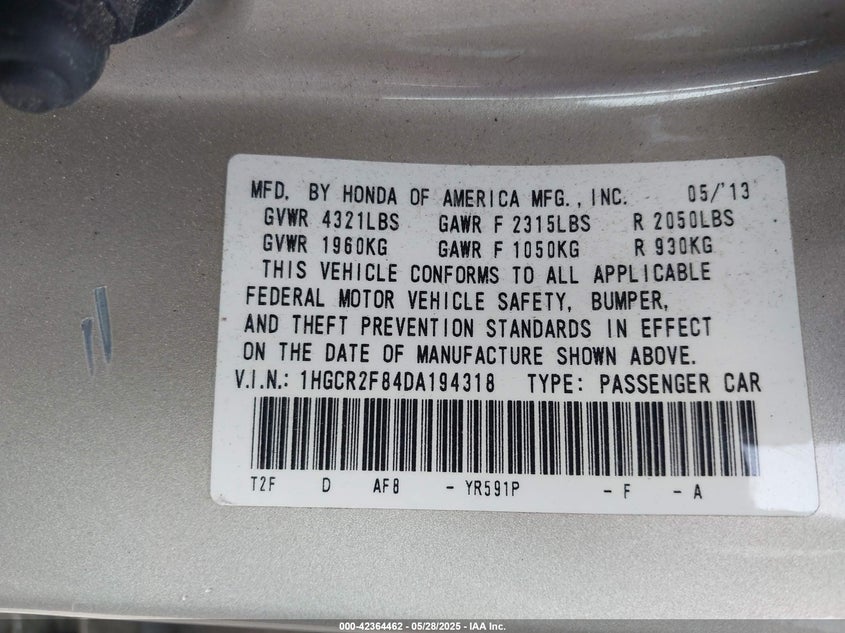 MFD. BY HONDA OF AMERICA MFG., INC. 05/'13
GVWR 4321LBS GAWR F 2315LBS R 2050LBS
GVWR 1960KG GAWR F 1050KG R 930KG
THIS VEHICLE CONFORMS TO ALL APPLICABLE
FEDERAL MOTOR VEHICLE SAFETY, BUMPER,
AND THEFT PREVENTION STANDARDS IN EFFECT
ON THE DATE OF MANUFACTURE SHOWN ABOVE.
V.I.N.: 1HGCR2F84DA194318 TYPE: PASSENGER CAR
T2F D AF8 - YR591P - F - A
000-42364462 - 05/28/2025 - IAA Inc.